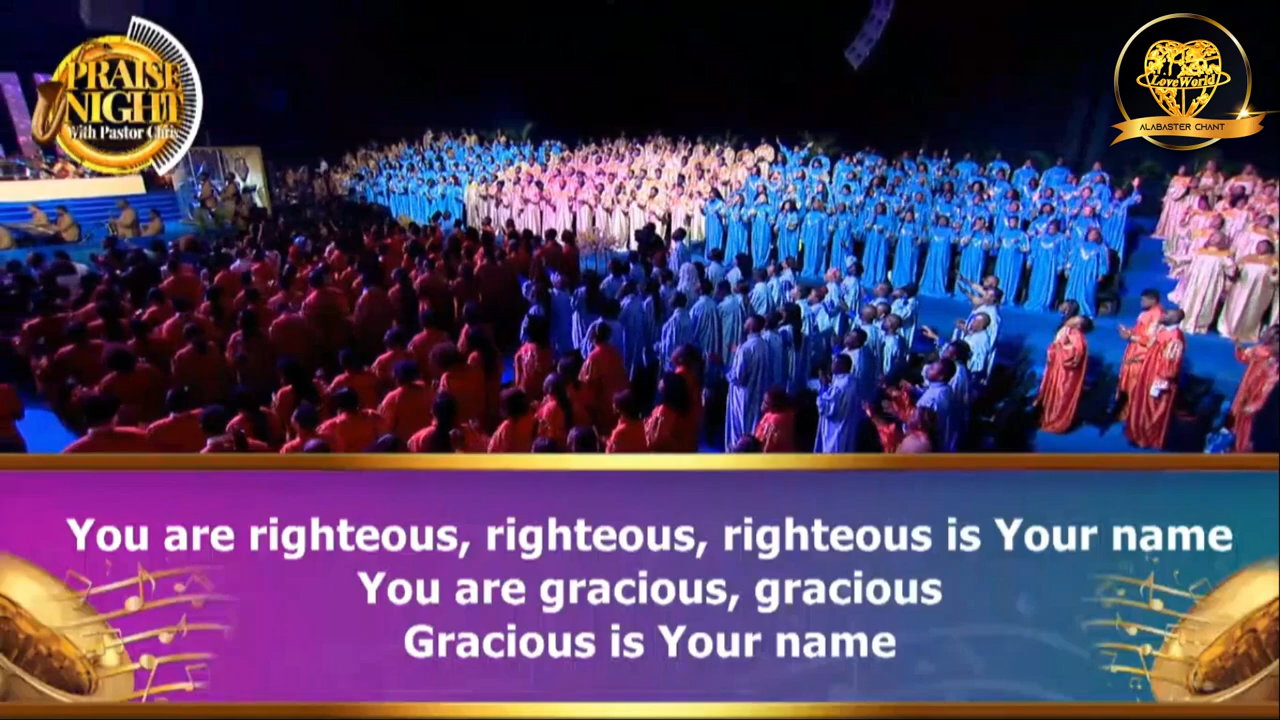 PRAISE
NIGHT
With Pastor Chris
LoveWorld
ALABASTER CHANT
You are righteous, righteous, righteous is Your name
You are gracious, gracious
Gracious is Your name